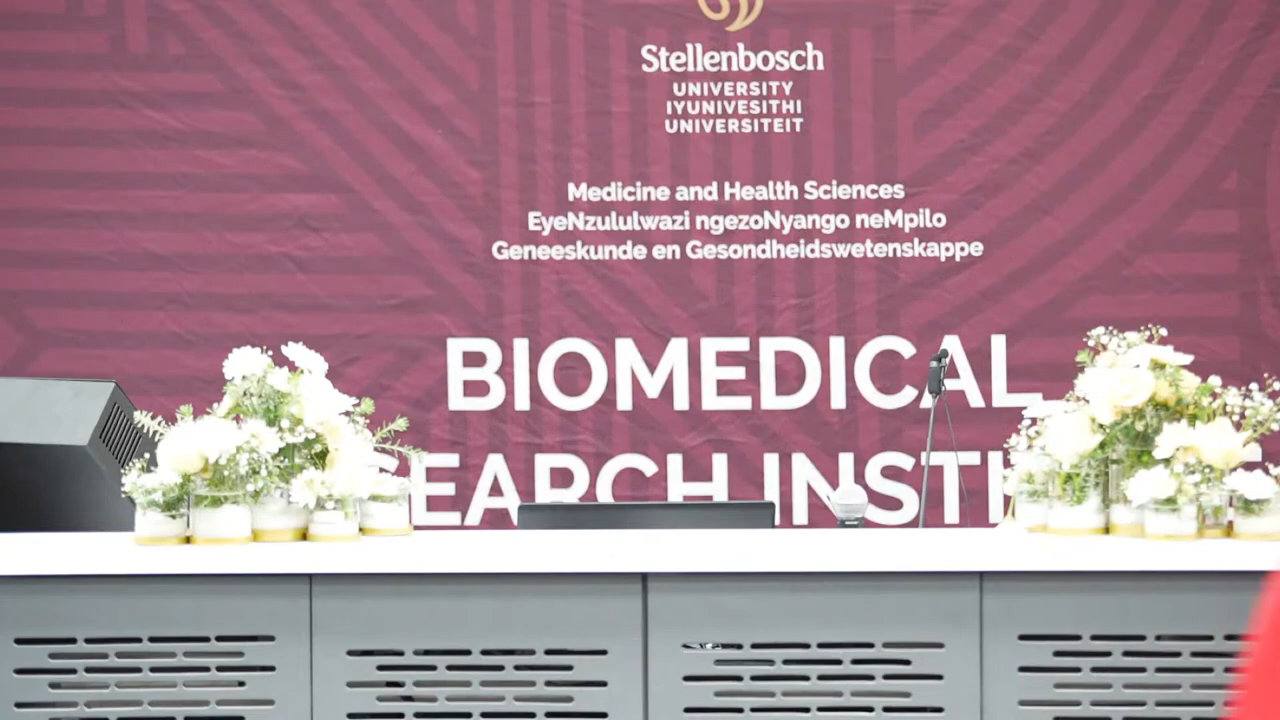 Stellenbosch
UNIVERSITY
IYUNIVESITHI
UNIVERSITEIT
Medicine and Health Sciences
EyeNzululwazi ngezoNyango neMpilo
Geneeskunde en Gesondheidswetenskappe
BIOMEDICAL
EARCH INSTI